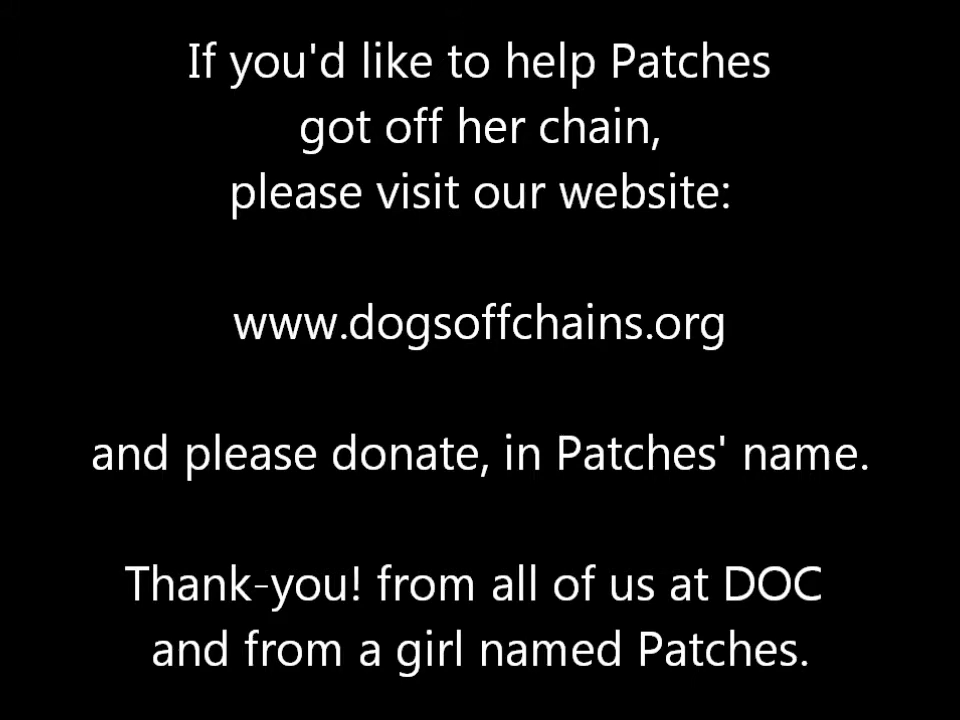 If you'd like to help Patches
got off her chain,
please visit our website:
www.dogsoffchains.org
and please donate, in Patches' name.
Thank-you! from all of us at DOC
and from a girl named Patches.